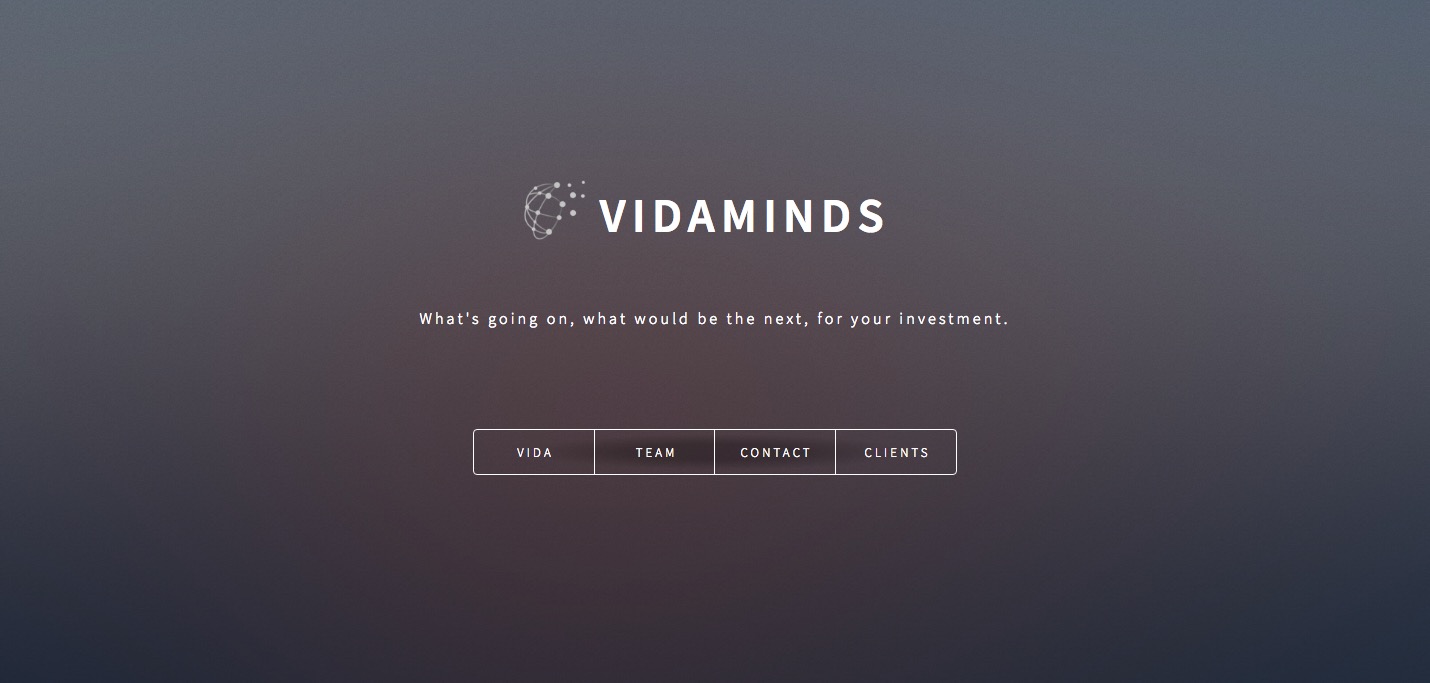 VIDAMINDS
What's going on, what would be the next, for your investment.
VIDA TEAM CONTACT CLIENTS